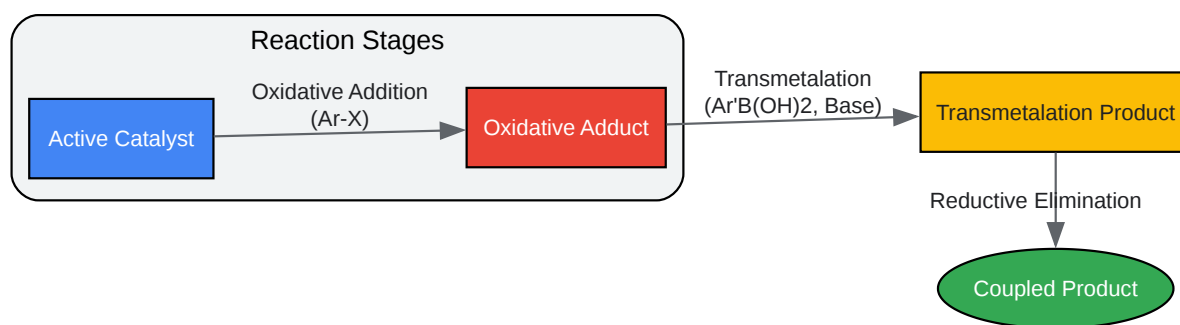 Reaction Stages
Active Catalyst
Oxidative Addition
(Ar-X)
Oxidative Adduct
Transmetalation
(Ar'B(OH)2, Base)
Transmetalation Product
Reductive Elimination
Coupled Product